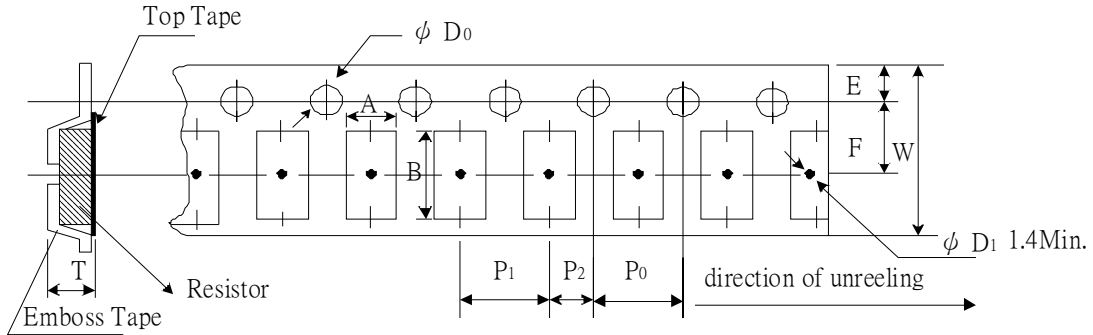 Top Tape
φ D0
A
E
B
F
W
T
P1
P2
P0
φ D1 1.4Min.
direction of unreeling
Resistor
Emboss Tape